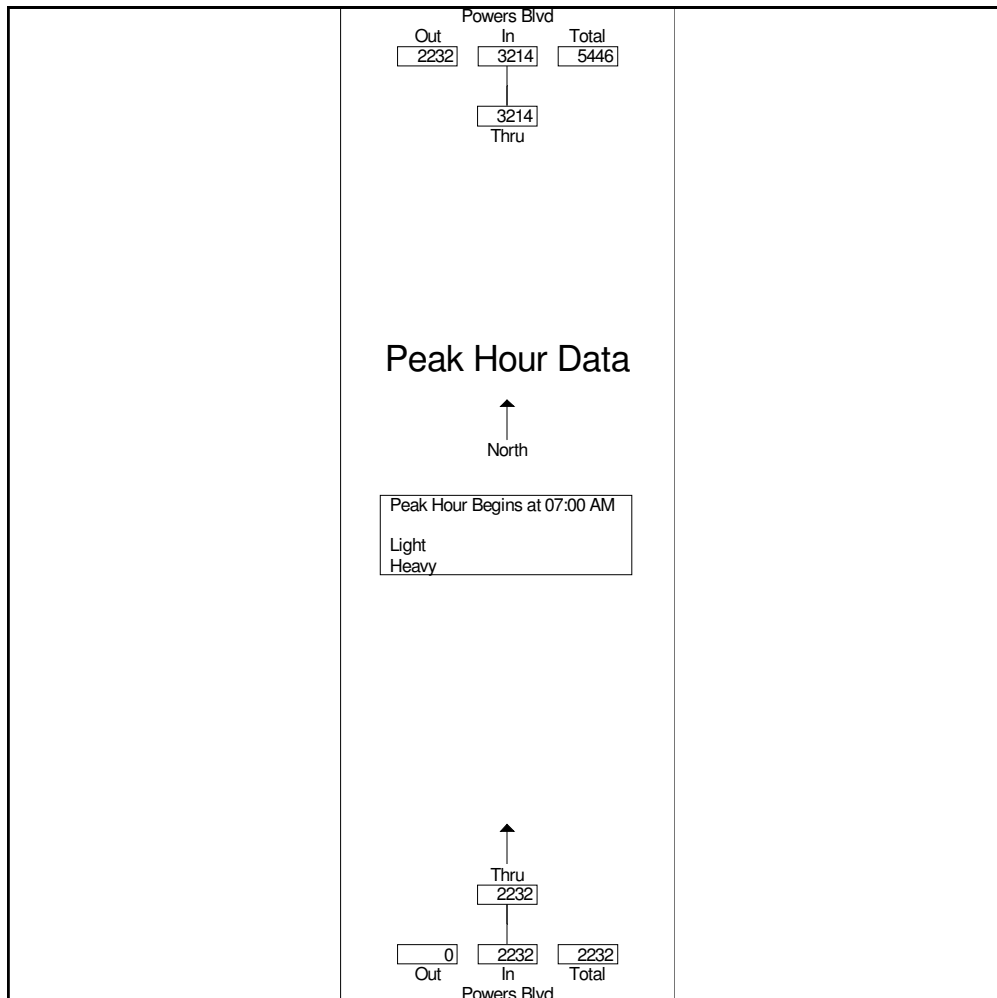 Powers Blvd
Out In Total
2232 3214 5446
3214
Thru
Peak Hour Data
North
Peak Hour Begins at 07:00 AM
Light
Heavy
Thru
2232
0 2232 2232
Out In Total
Powers Blvd